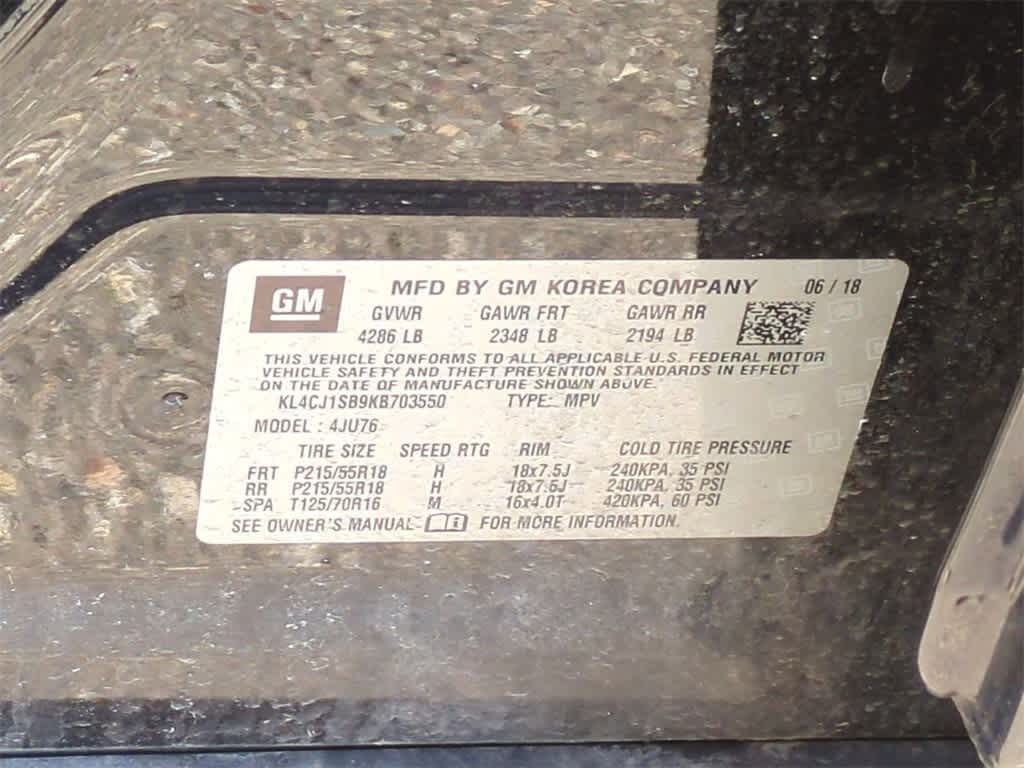 GM MFD BY GM KOREA COMPANY 06 / 18
GVWR GAWR FRT GAWR RR
4286 LB 2348 LB 2194 LB
THIS VEHICLE CONFORMS TO ALL APPLICABLE U.S. FEDERAL MOTOR
VEHICLE SAFETY AND THEFT PREVENTION STANDARDS IN EFFECT
ON THE DATE OF MANUFACTURE SHOWN ABOVE.
KL4CJ1SB9KB703550 TYPE: MPV
MODEL : 4JU76
TIRE SIZE SPEED RTG RIM COLD TIRE PRESSURE
FRT P215/55R18 H 18x7.5J 240KPA, 35 PSI
RR P215/55R18 H 18x7.5J 240KPA, 35 PSI
SPA T125/70R16 M 16x4.0T 420KPA, 60 PSI
SEE OWNER'S MANUAL FOR MORE INFORMATION.